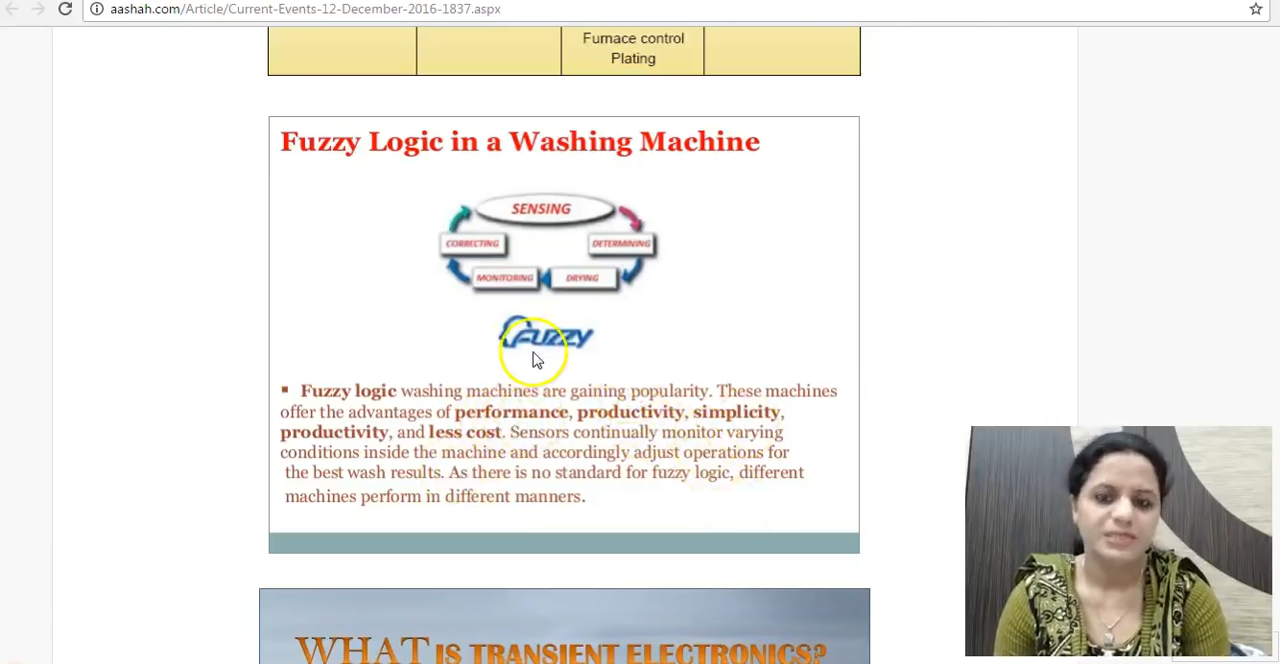 aashah.com/Article/Current-Events-12-December-2016-1837.aspx
Furnace control
Plating
Fuzzy Logic in a Washing Machine
SENSING
CORRECTING
DETERMINING
MONITORING
DRYING
FUZZY
▪ Fuzzy logic washing machines are gaining popularity. These machines
offer the advantages of performance, productivity, simplicity,
productivity, and less cost. Sensors continually monitor varying
conditions inside the machine and accordingly adjust operations for
the best wash results. As there is no standard for fuzzy logic, different
machines perform in different manners.
WHAT IS TRANSIENT ELECTRONICS?